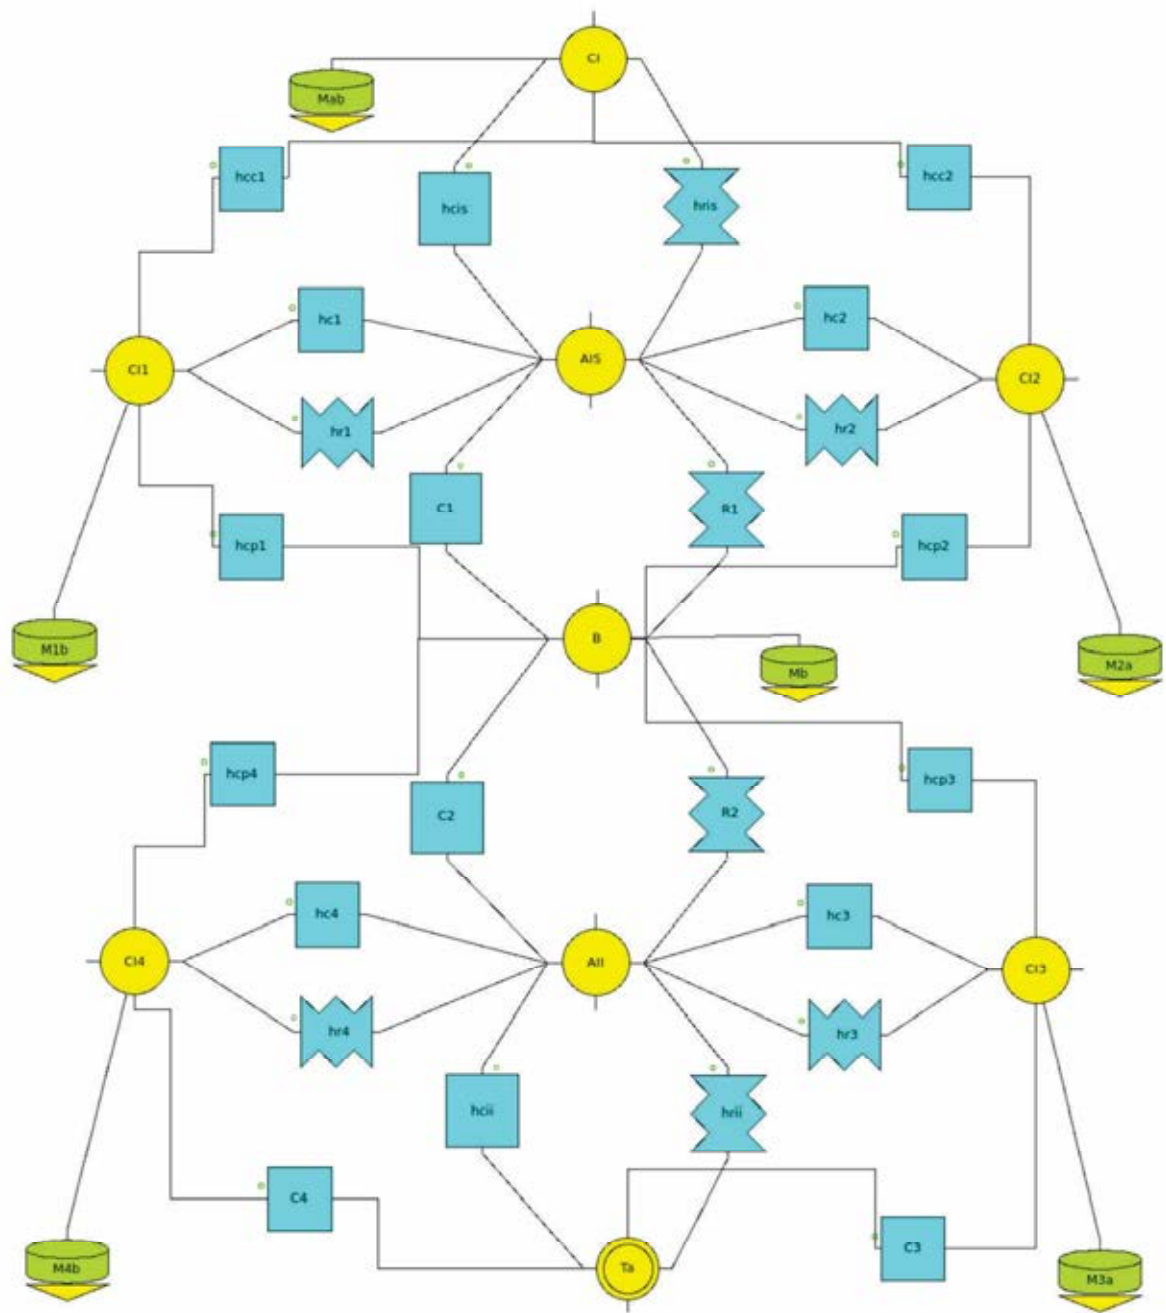 CI
Mab
hcc1
hcis
hris
hcc2
hc1
hc2
CI1
AIS
CI2
hr1
hr2
C1
R1
hcp1
hcp2
B
M1b
Mb
M2a
hcp4
hcp3
C2
R2
hc4
hc3
CI4
AII
CI3
hr4
hr3
hcii
hrii
C4
C3
Ta
M4b
M3a